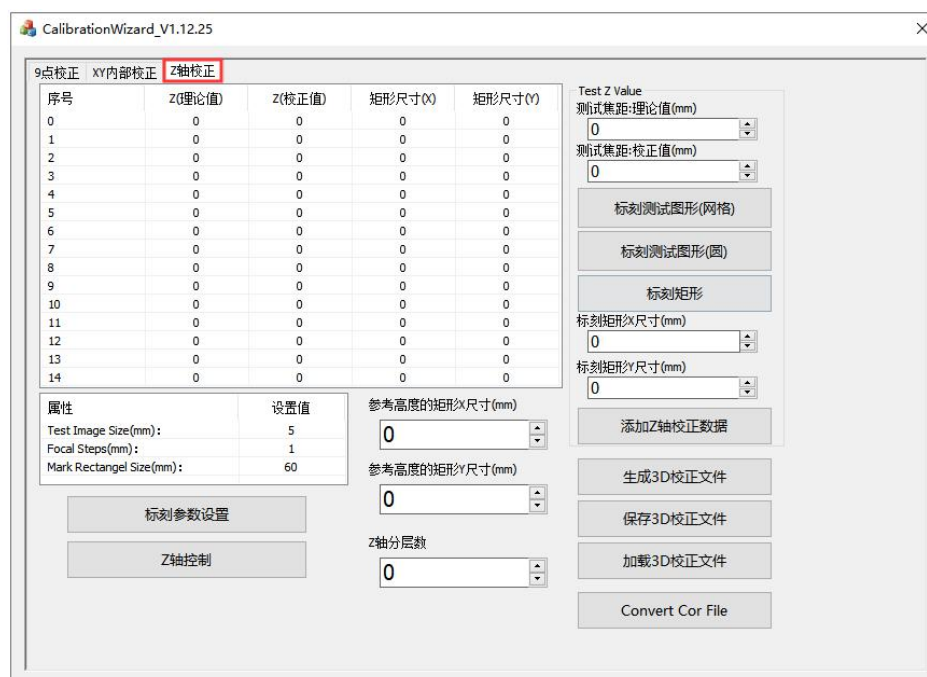 CalibrationWizard_V1.12.25
9点校正 XY内部校正 Z轴校正
序号 Z(理论值) Z(校正值) 矩形尺寸(X) 矩形尺寸(Y)
0 0 0 0 0
1 0 0 0 0
2 0 0 0 0
3 0 0 0 0
4 0 0 0 0
5 0 0 0 0
6 0 0 0 0
7 0 0 0 0
8 0 0 0 0
9 0 0 0 0
10 0 0 0 0
11 0 0 0 0
12 0 0 0 0
13 0 0 0 0
14 0 0 0 0
属性 设置值
Test Image Size(mm): 5
Focal Steps(mm): 1
Mark Rectangel Size(mm): 60
标刻参数设置
Z轴控制
参考高度的矩形X尺寸(mm)
0
参考高度的矩形Y尺寸(mm)
0
Z轴分层数
0
Test Z Value
测试焦距:理论值(mm)
0
测试焦距:校正值(mm)
0
标刻测试图形(网格)
标刻测试图形(圆)
标刻矩形
标刻矩形X尺寸(mm)
0
标刻矩形Y尺寸(mm)
0
添加Z轴校正数据
生成3D校正文件
保存3D校正文件
加载3D校正文件
Convert Cor File